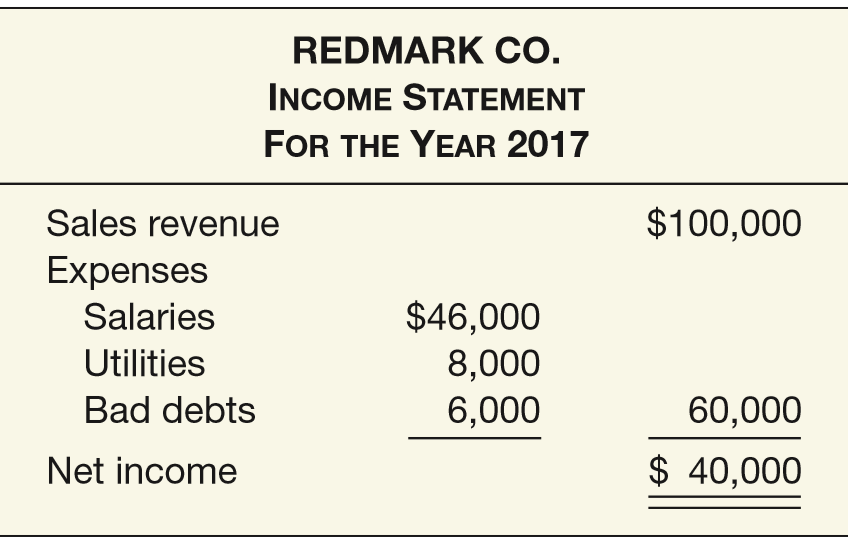 REDMARK CO.
INCOME STATEMENT
FOR THE YEAR 2017
Sales revenue $100,000
Expenses
Salaries $46,000
Utilities 8,000
Bad debts 6,000 60,000
Net income $ 40,000